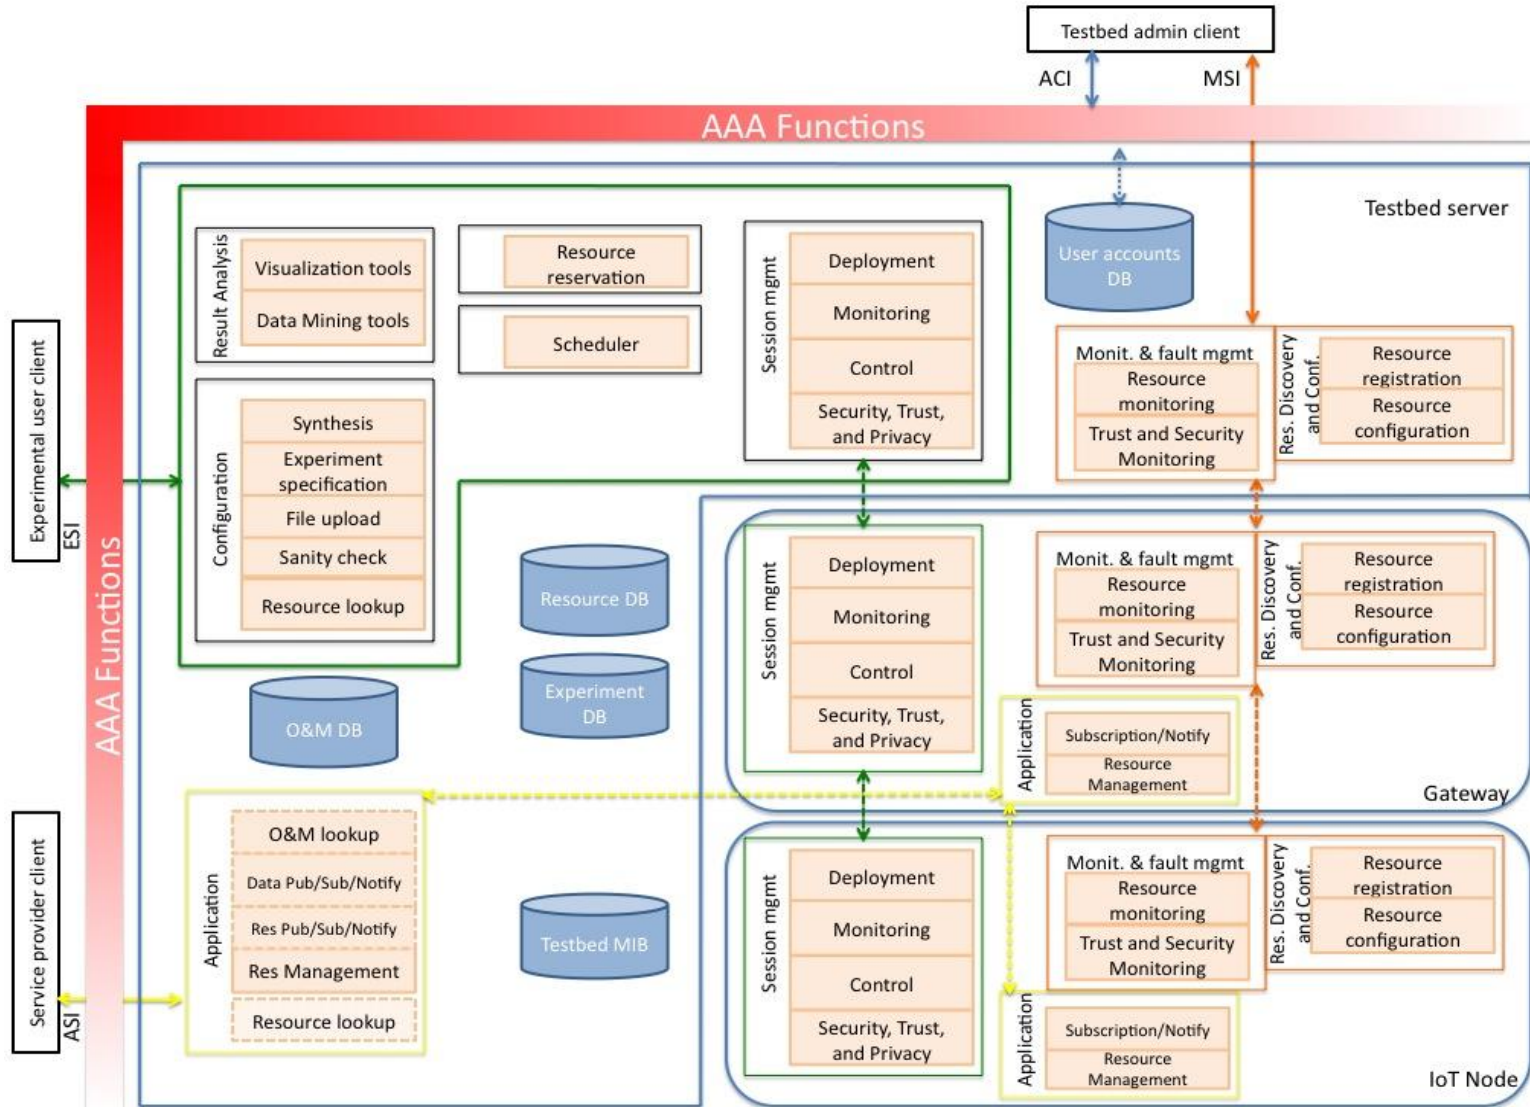 Testbed admin client
ACI
MSI
AAA Functions
Testbed server
Result Analysis
Visualization tools
Data Mining tools
Resource
reservation
Scheduler
Session mgmt
Deployment
Monitoring
Control
Security, Trust,
and Privacy
User accounts
DB
Monit. & fault mgmt
Resource
monitoring
Trust and Security
Monitoring
Res. Discovery
and Conf.
Resource
registration
Resource
configuration
Experimental user client
ESI
Configuration
Synthesis
Experiment
specification
File upload
Sanity check
Resource lookup
AAA Functions
Resource DB
Experiment
DB
O&M DB
Session mgmt
Deployment
Monitoring
Control
Security, Trust,
and Privacy
Monit. & fault mgmt
Resource
monitoring
Trust and Security
Monitoring
Res. Discovery
and Conf.
Resource
registration
Resource
configuration
Application
Subscription/Notify
Resource
Management
Gateway
Service provider client
ASI
Application
O&M lookup
Data Pub/Sub/Notify
Res Pub/Sub/Notify
Res Management
Resource lookup
Testbed MIB
Session mgmt
Deployment
Monitoring
Control
Security, Trust,
and Privacy
Monit. & fault mgmt
Resource
monitoring
Trust and Security
Monitoring
Res. Discovery
and Conf.
Resource
registration
Resource
configuration
Application
Subscription/Notify
Resource
Management
IoT Node